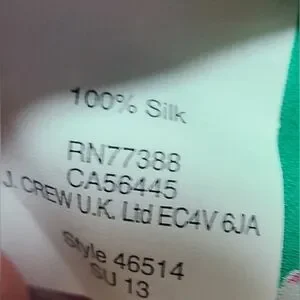 100% Silk
RN77388
CA56445
J. CREW U.K. Ltd EC4V 6JA
Style 46514
SU 13